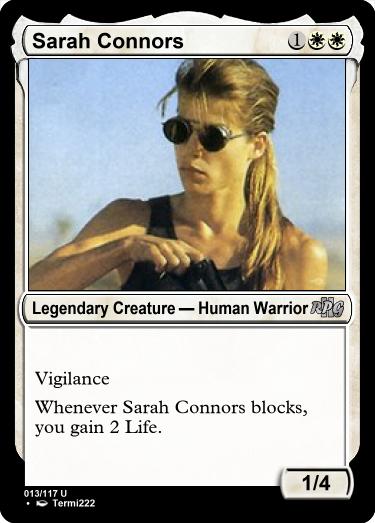 Sarah Connors 1
Legendary Creature — Human Warrior RPG
Vigilance
Whenever Sarah Connors blocks,
you gain 2 Life.
1/4
013/117 U
• Termi222